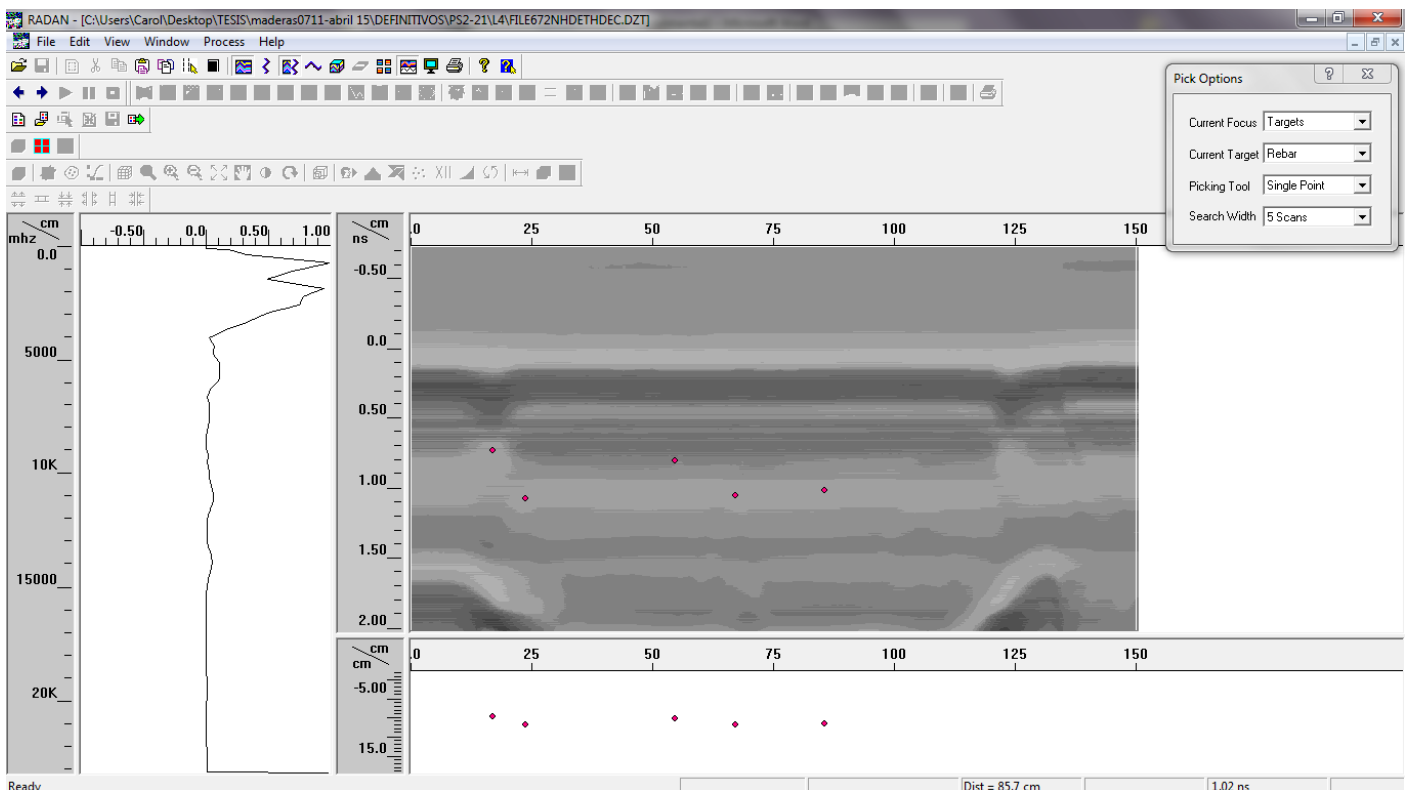 RADAN - [C:\Users\Carol\Desktop\TESIS\maderas0711-abril 15\DEFINITIVOS\PS2-21\L4\FILE672NHDETHDEC.DZT]
File Edit View Window Process Help
Pick Options
Current Focus Targets
Current Target Rebar
Picking Tool Single Point
Search Width 5 Scans
XII
cm
mhz
-0.50 0.0 0.50 1.00
cm
ns
.0 25 50 75 100 125 150
0.0
5000
10K
15000
20K
-0.50
0.0
0.50
1.00
1.50
2.00
cm
cm
.0 25 50 75 100 125 150
-5.00
15.0
Ready
Dist = 85.7 cm
1.02 ns